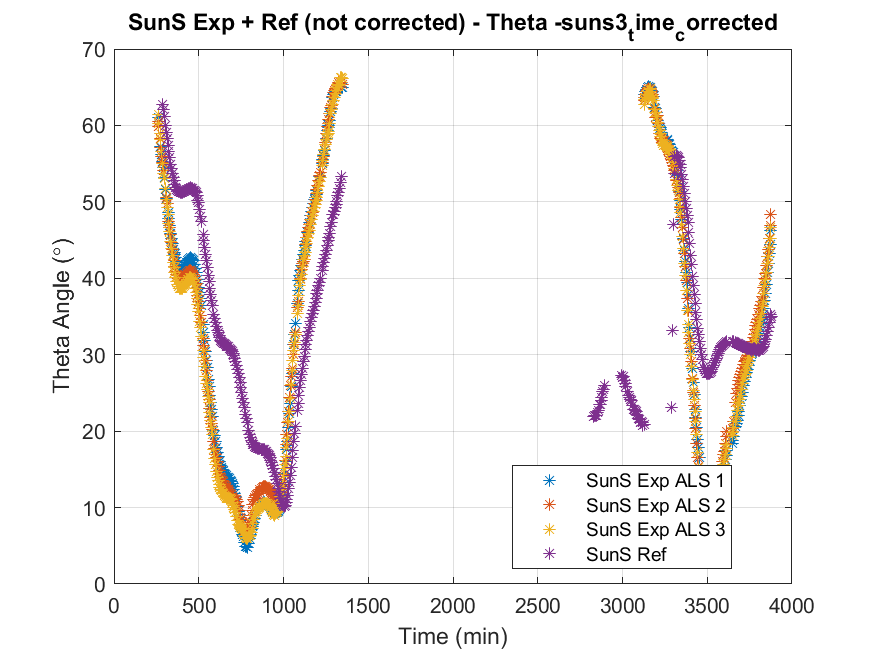 SunS Exp + Ref (not corrected) - Theta -suns3_time_corrected
70
60
50
40
30
20
10
0
Theta Angle (°)
SunS Exp ALS 1
SunS Exp ALS 2
SunS Exp ALS 3
SunS Ref
0 500 1000 1500 2000 2500 3000 3500 4000
Time (min)